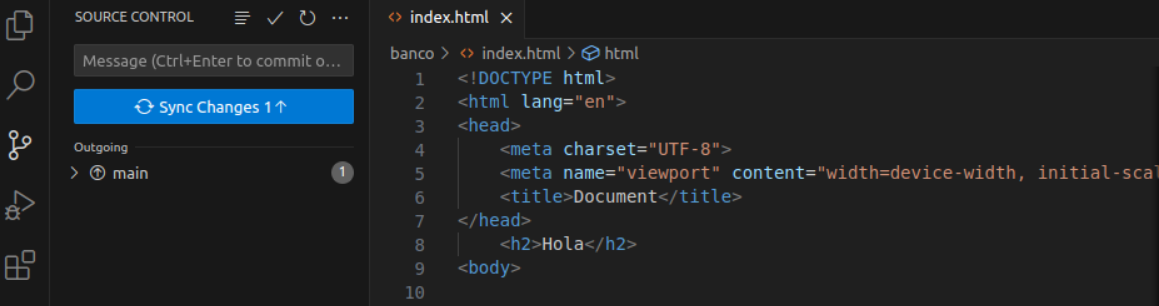 SOURCE CONTROL
Message (Ctrl+Enter to commit o...
Sync Changes 1↑
Outgoing
main
1
index.html
banco > index.html > html
1 <!DOCTYPE html>
2 <html lang="en">
3 <head>
4 <meta charset="UTF-8">
5 <meta name="viewport" content="width=device-width, initial-scal
6 <title>Document</title>
7 </head>
8 <h2>Hola</h2>
9 <body>
10